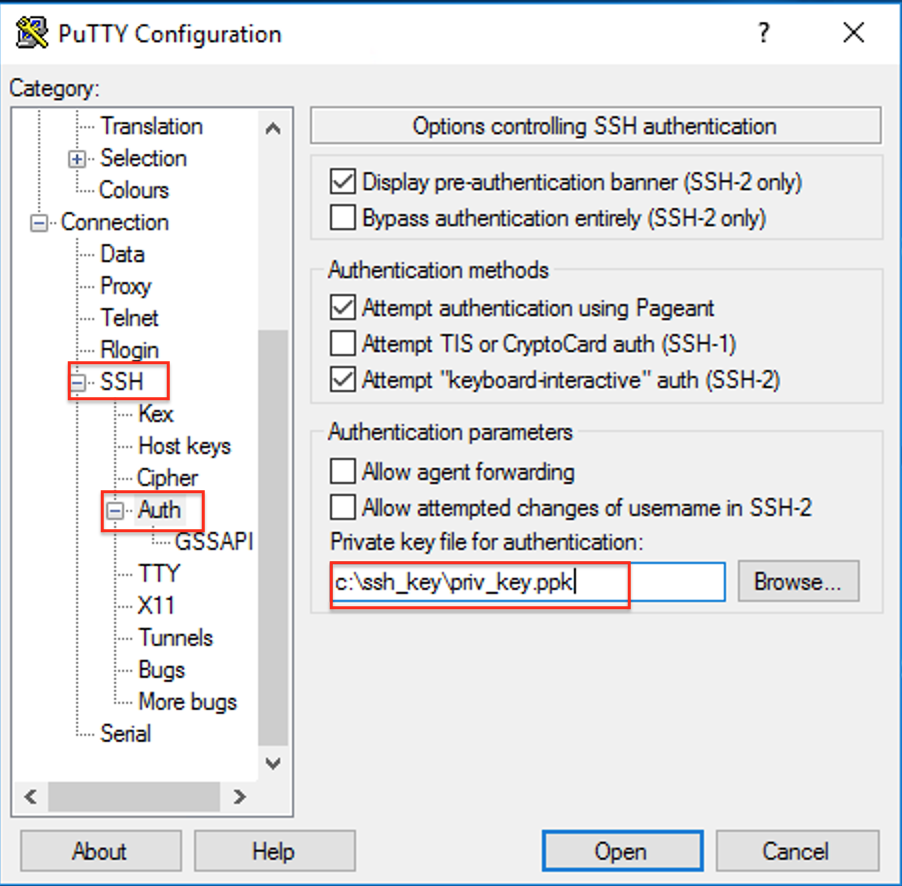 PuTTY Configuration
?
Category:
Translation
Selection
Colours
Connection
Data
Proxy
Telnet
Rlogin
SSH
Kex
Host keys
Cipher
Auth
GSSAPI
TTY
X11
Tunnels
Bugs
More bugs
Serial
Options controlling SSH authentication
Display pre-authentication banner (SSH-2 only)
Bypass authentication entirely (SSH-2 only)
Authentication methods
Attempt authentication using Pageant
Attempt TIS or CryptoCard auth (SSH-1)
Attempt "keyboard-interactive" auth (SSH-2)
Authentication parameters
Allow agent forwarding
Allow attempted changes of username in SSH-2
Private key file for authentication:
c:\ssh_key\priv_key.ppk
Browse...
About
Help
Open
Cancel